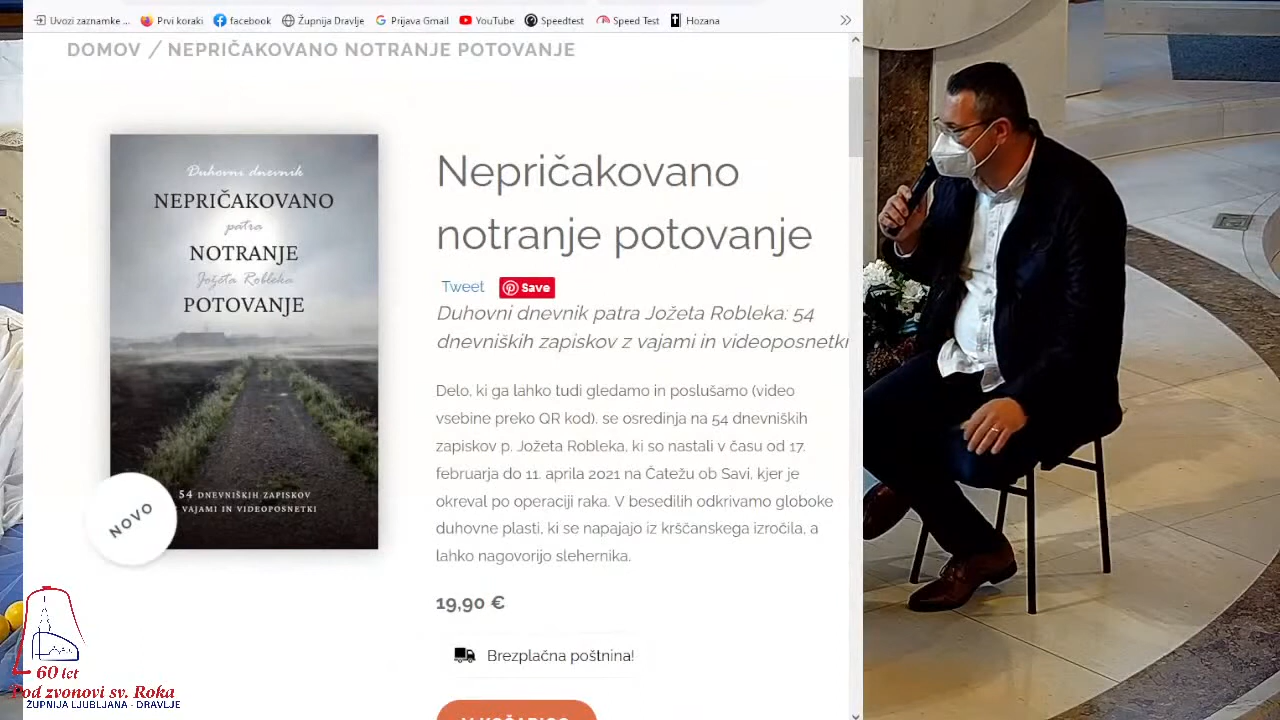 Uvozi zaznamke ... Prvi koraki facebook Župnija Dravlje Prijava Gmail YouTube Speedtest Speed Test Hozana
DOMOV / NEPRIČAKOVANO NOTRANJE POTOVANJE
Duhovni dnevnik
NEPRIČAKOVANO
patra
NOTRANJE
Jožeta Robleka
POTOVANJE
54 DNEVNIŠKIH ZAPISKOV
VAJAMI IN VIDEOPOSNETKI
NOVO
Nepričakovano
notranje potovanje
Tweet Save
Duhovni dnevnik patra Jožeta Robleka: 54
dnevniških zapiskov z vajami in videoposnetki
Delo, ki ga lahko tudi gledamo in poslušamo (video
vsebine preko QR kod), se osredinja na 54 dnevniških
zapiskov p. Jožeta Robleka, ki so nastali v času od 17.
februarja do 11. aprila 2021 na Čatežu ob Savi, kjer je
okreval po operaciji raka. V besedilih odkrivamo globoke
duhovne plasti, ki se napajajo iz krščanskega izročila, a
lahko nagovorijo slehernika.
19,90 €
Brezplačna poštnina!
V KOŠARICO
60 let
Pod zvonovi sv. Roka
ŽUPNIJA LJUBLJANA - DRAVLJE